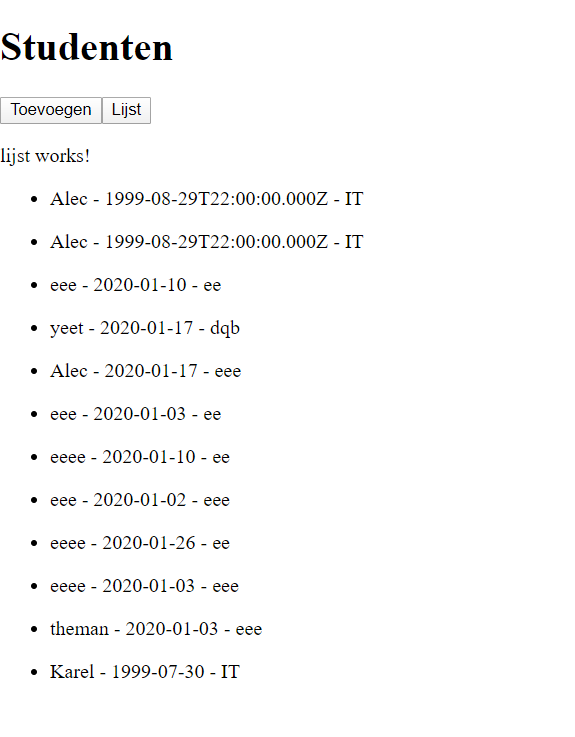 Studenten
Toevoegen Lijst
lijst works!
Alec - 1999-08-29T22:00:00.000Z - IT
Alec - 1999-08-29T22:00:00.000Z - IT
eee - 2020-01-10 - ee
yeet - 2020-01-17 - dqb
Alec - 2020-01-17 - eee
eee - 2020-01-03 - ee
eeee - 2020-01-10 - ee
eee - 2020-01-02 - eee
eeee - 2020-01-26 - ee
eeee - 2020-01-03 - eee
theman - 2020-01-03 - eee
Karel - 1999-07-30 - IT